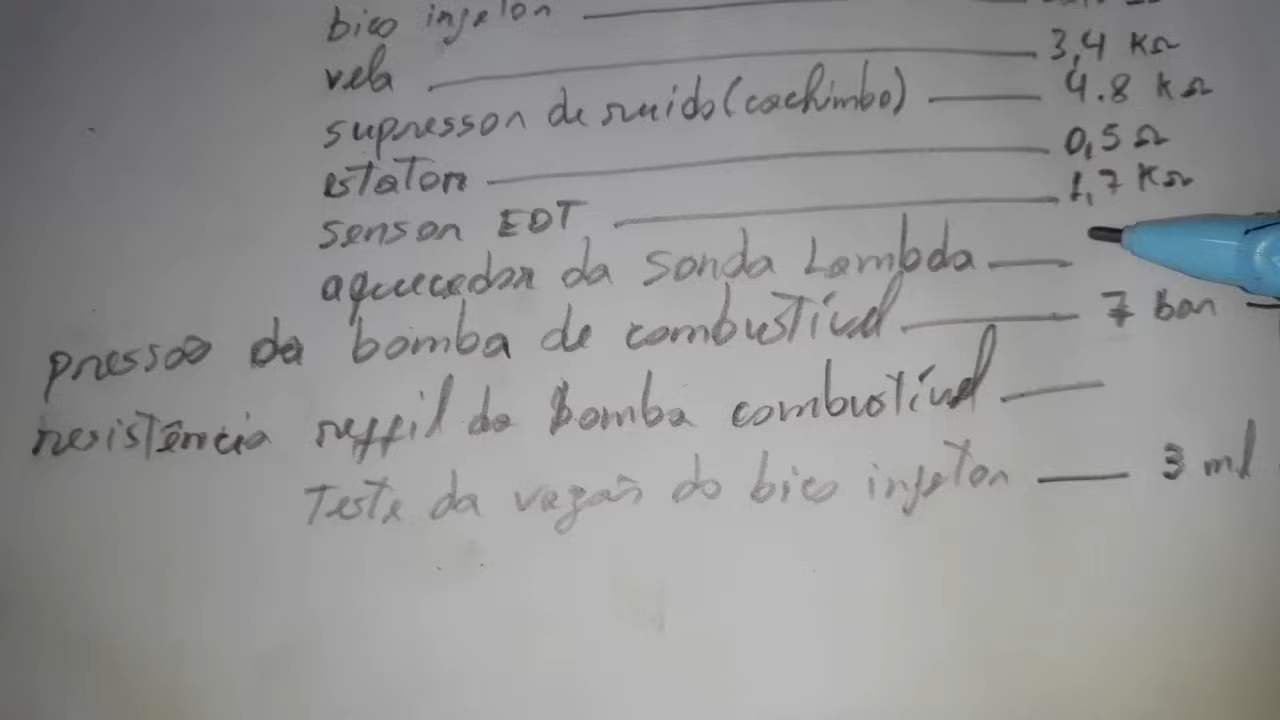 bico injetor
vela 3,4 KΩ
supressor de ruido (cachimbo) 4.8 KΩ
estator 0,5 Ω
sensor EOT 1,7 KΩ
aquecedor da sonda Lambda
pressão da bomba de combustível 7 bar
resistência reffil da bomba combustível
Teste da vazão do bico injetor 3 ml